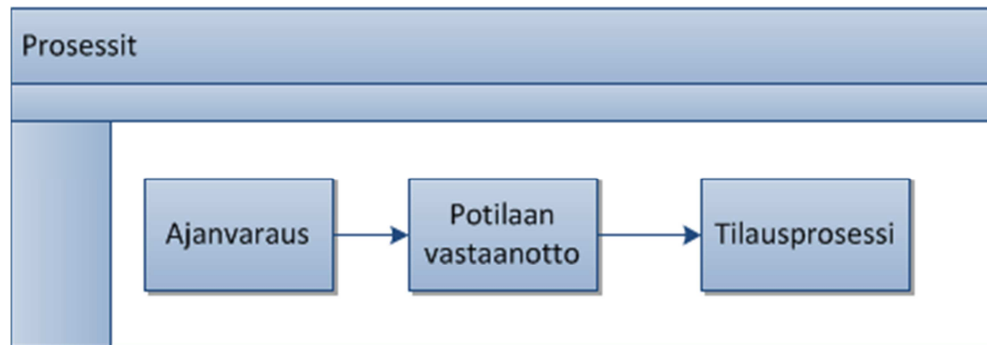 Prosessit
Ajanvaraus
Potilaan
vastaanotto
Tilausprosessi